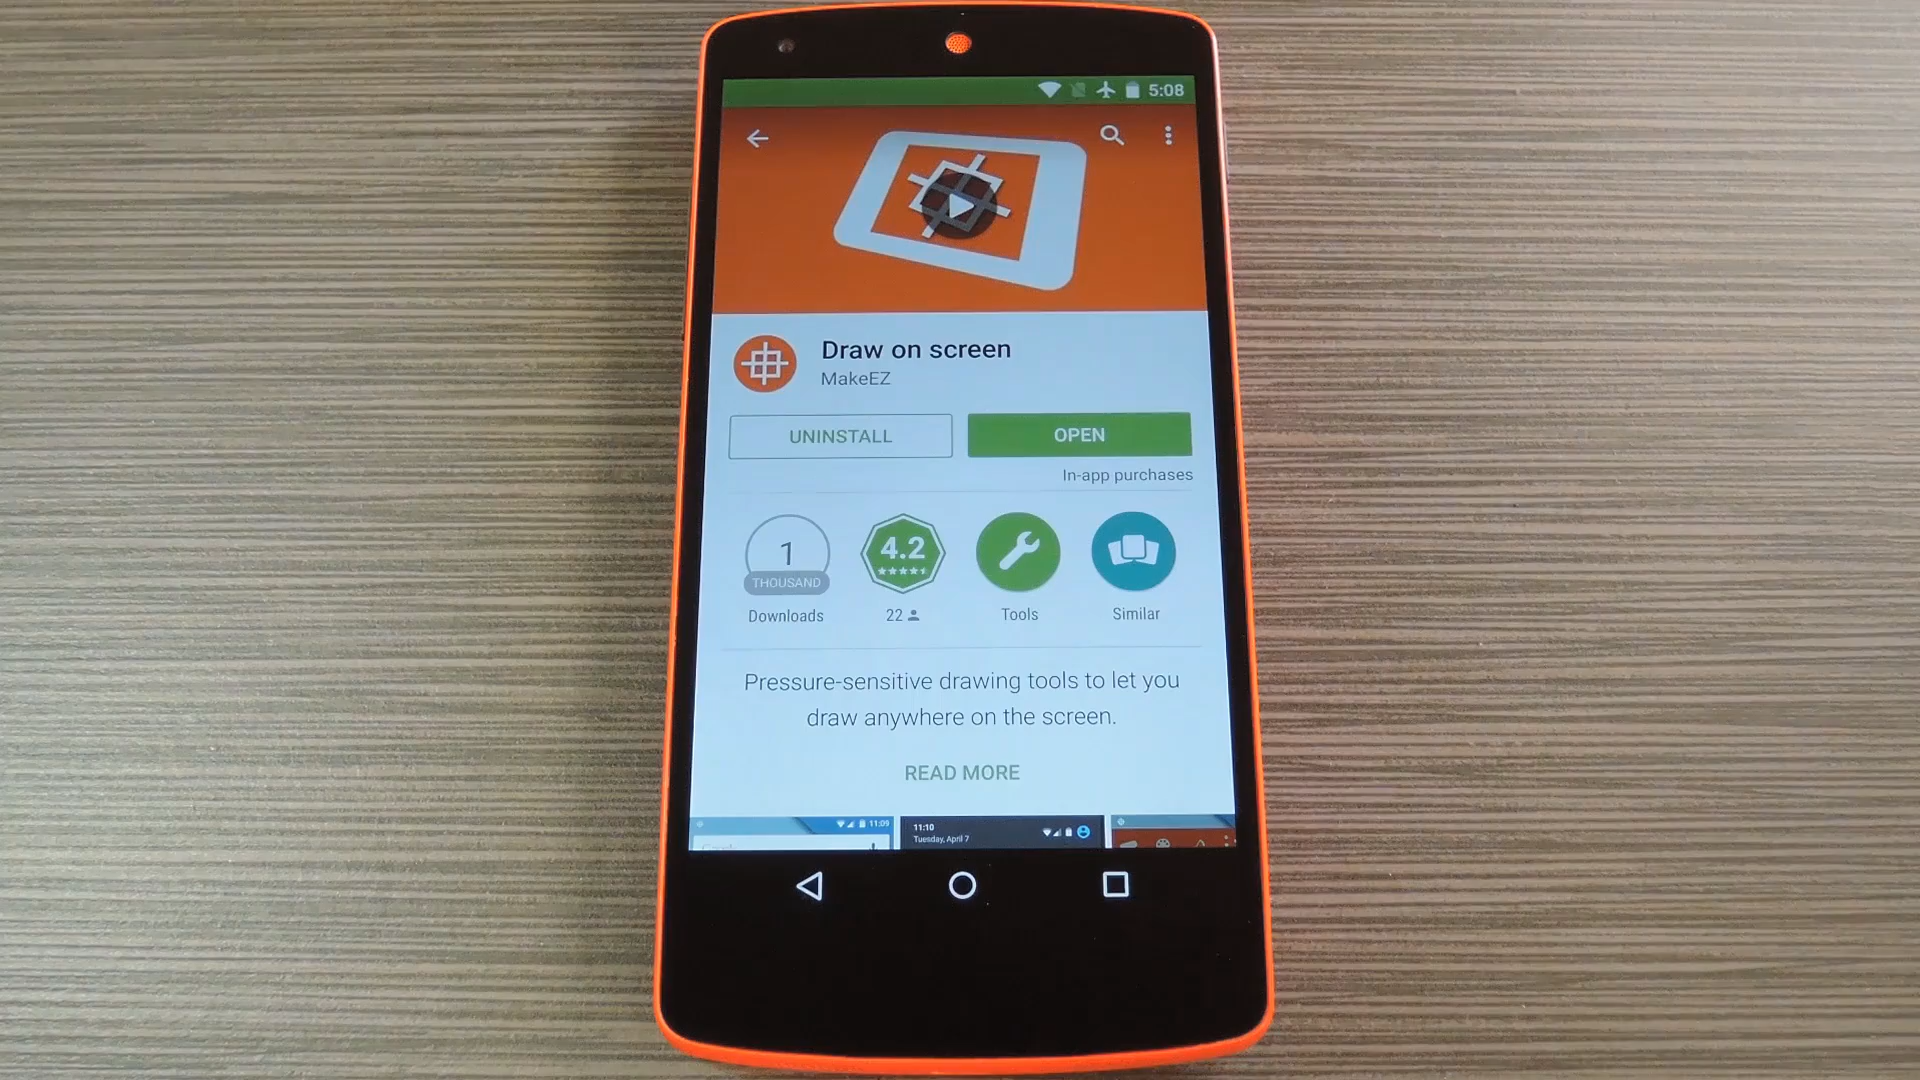 5:08
Draw on screen
MakeEZ
UNINSTALL
OPEN
In-app purchases
1
THOUSAND
Downloads
4.2
22
Tools
Similar
Pressure-sensitive drawing tools to let you
draw anywhere on the screen.
READ MORE
11:09
11:10
Tuesday, April 7